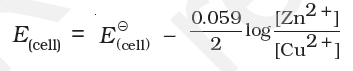 E(cell) = E⊖(cell) − 0.059/2 log [Zn2+]/[Cu2+]